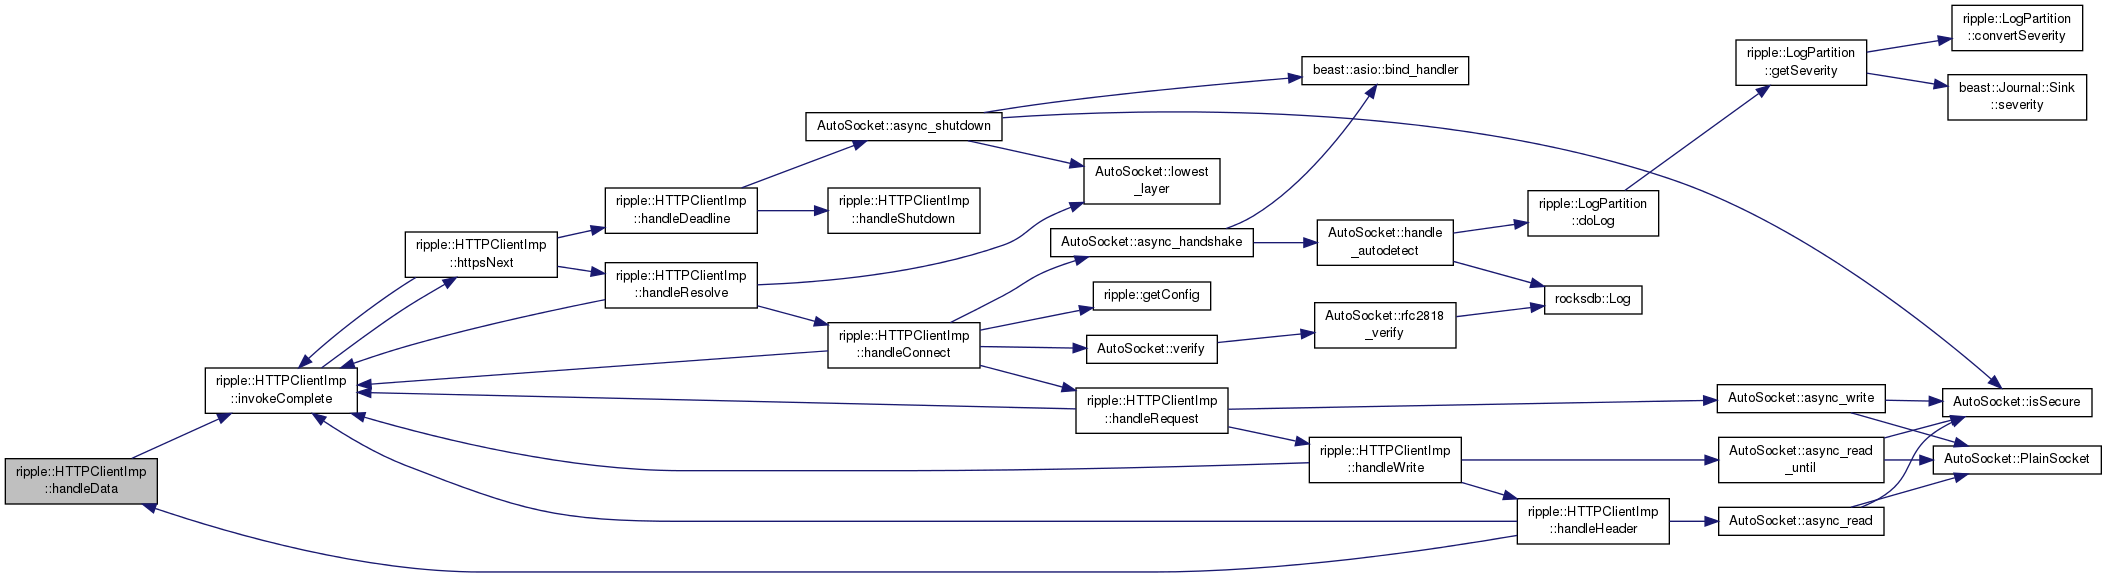 ripple::HTTPClientImp
::handleData
ripple::HTTPClientImp
::invokeComplete
ripple::HTTPClientImp
::httpsNext
ripple::HTTPClientImp
::handleDeadline
ripple::HTTPClientImp
::handleResolve
AutoSocket::async_shutdown
ripple::HTTPClientImp
::handleShutdown
ripple::HTTPClientImp
::handleConnect
AutoSocket::lowest
_layer
AutoSocket::async_handshake
ripple::getConfig
AutoSocket::verify
ripple::HTTPClientImp
::handleRequest
beast::asio::bind_handler
AutoSocket::handle
_autodetect
AutoSocket::rfc2818
_verify
ripple::HTTPClientImp
::handleWrite
ripple::LogPartition
::doLog
rocksdb::Log
ripple::HTTPClientImp
::handleHeader
ripple::LogPartition
::getSeverity
AutoSocket::async_write
AutoSocket::async_read
_until
AutoSocket::async_read
ripple::LogPartition
::convertSeverity
beast::Journal::Sink
::severity
AutoSocket::isSecure
AutoSocket::PlainSocket